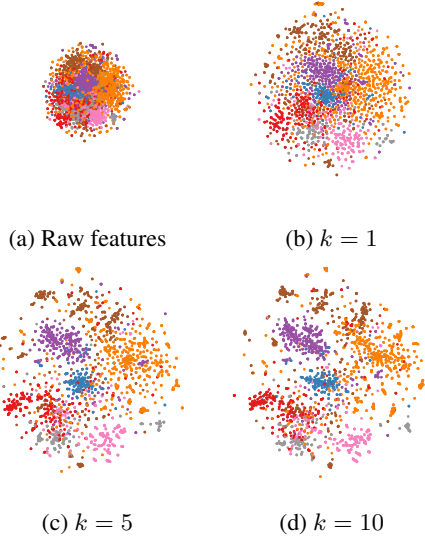 (a) Raw features
(b) k = 1
(c) k = 5
(d) k = 10